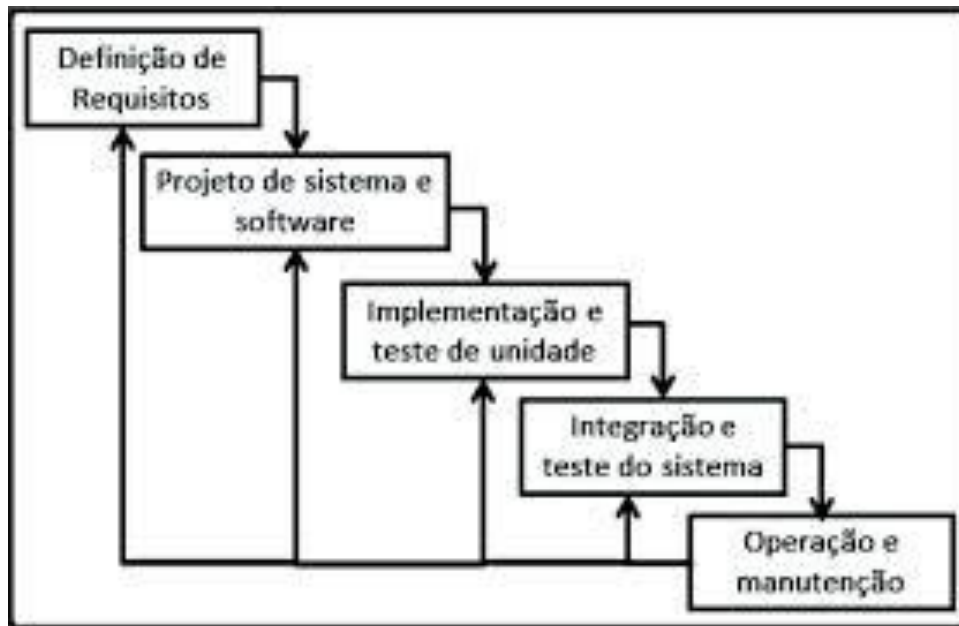 Definição de
Requisitos
Projeto de sistema e
software
Implementação e
teste de unidade
Integração e
teste do sistema
Operação e
manutenção